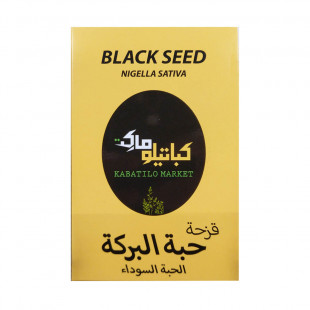 BLACK SEED
NIGELLA SATIVA
كباتيلو ماركت
KABATILO MARKET
قزحة
حبة البركة
الحبة السوداء